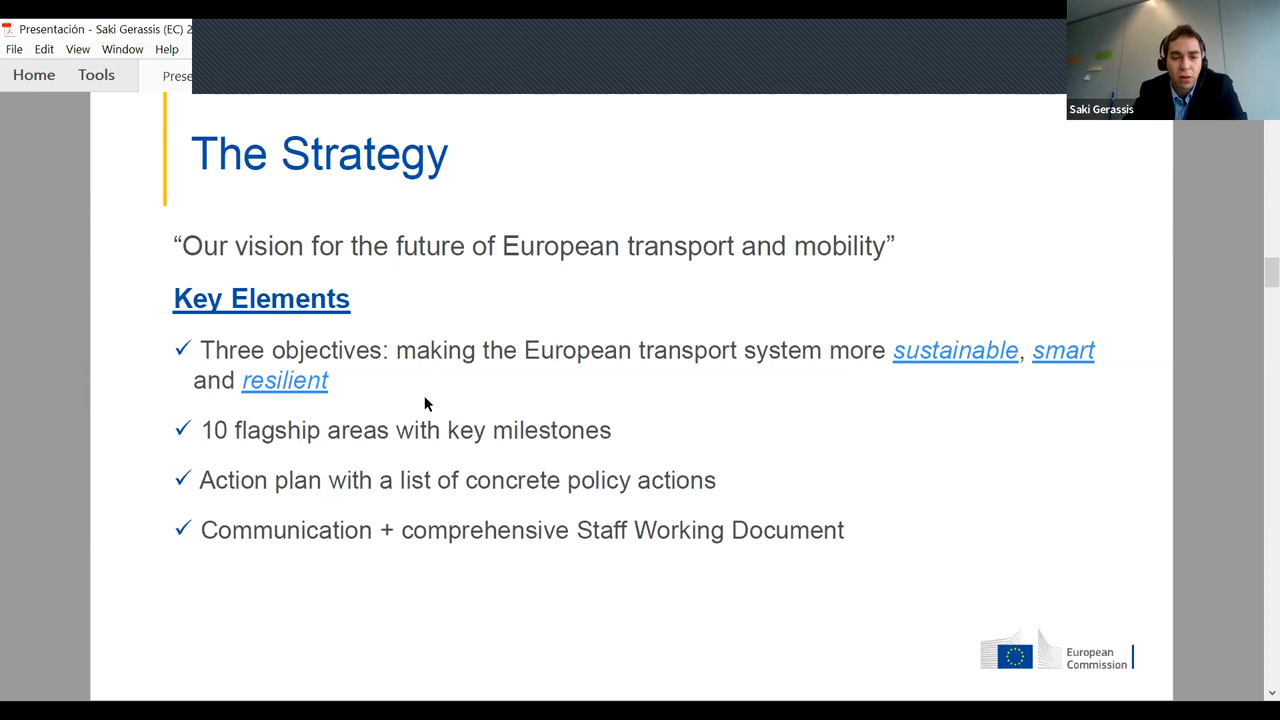 Presentación - Saki Gerassis (EC) 2
File Edit View Window Help
Home Tools Prese
Saki Gerassis
The Strategy
“Our vision for the future of European transport and mobility”
Key Elements
✓ Three objectives: making the European transport system more sustainable, smart
and resilient
✓ 10 flagship areas with key milestones
✓ Action plan with a list of concrete policy actions
✓ Communication + comprehensive Staff Working Document
European
Commission